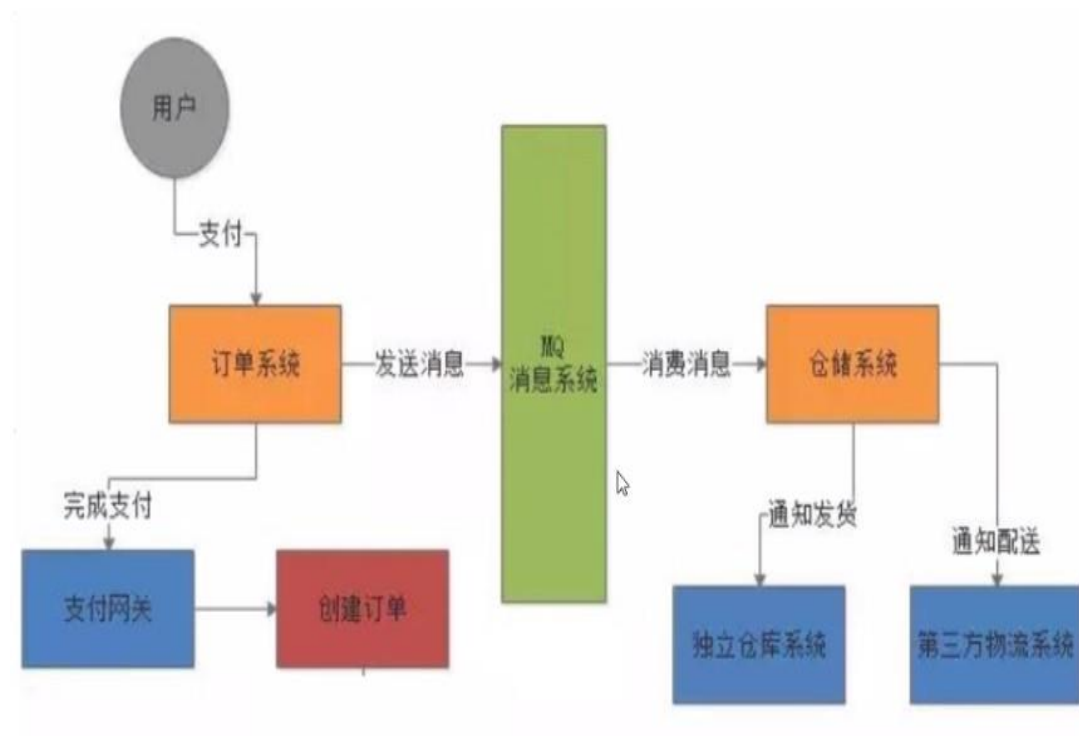 用户
支付
订单系统
发送消息
MQ
消息系统
消费消息
仓储系统
完成支付
通知发货
通知配送
支付网关
创建订单
独立仓库系统
第三方物流系统